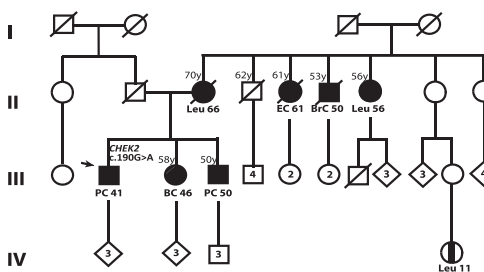 I
70y 62y 61y 53y 56y
II
Leu 66 EC 61 BrC 50 Leu 56
CHEK2
c.190G>A 58y 50y
III
4 2 2 3 3 4
PC 41 BC 46 PC 50
IV
3 3 3
Leu 11